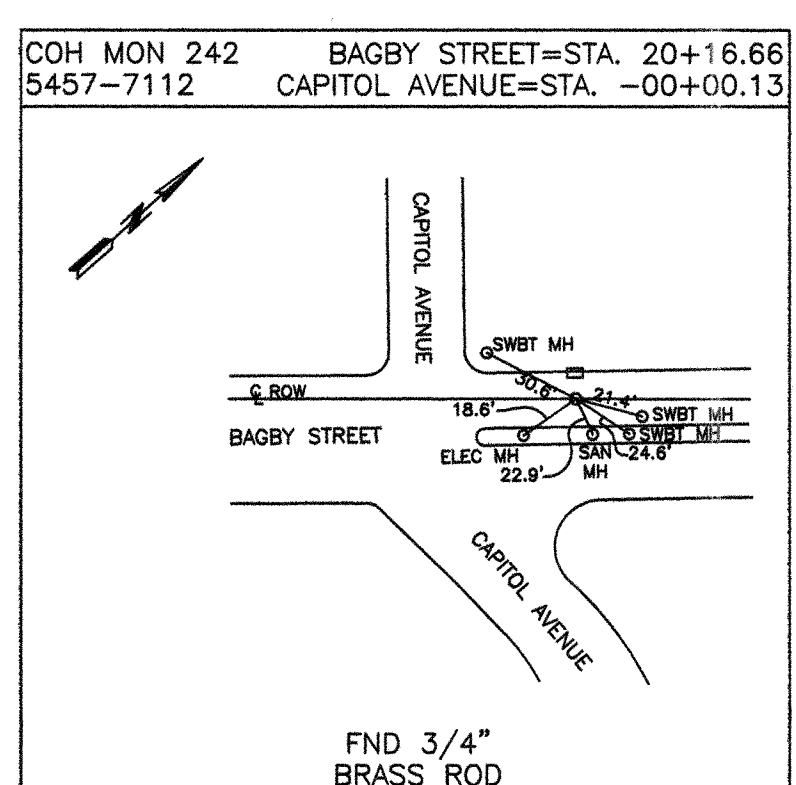 COH MON 242 BAGBY STREET=STA. 20+16.66
5457-7112 CAPITOL AVENUE=STA. -00+00.13
N
CAPITOL AVENUE
SWBT MH
30.6'
21.4'
℄ ROW
18.6'
SWBT MH
BAGBY STREET
SWBT MH
ELEC MH
SAN
MH
24.6'
22.9'
CAPITOL AVENUE
FND 3/4"
BRASS ROD